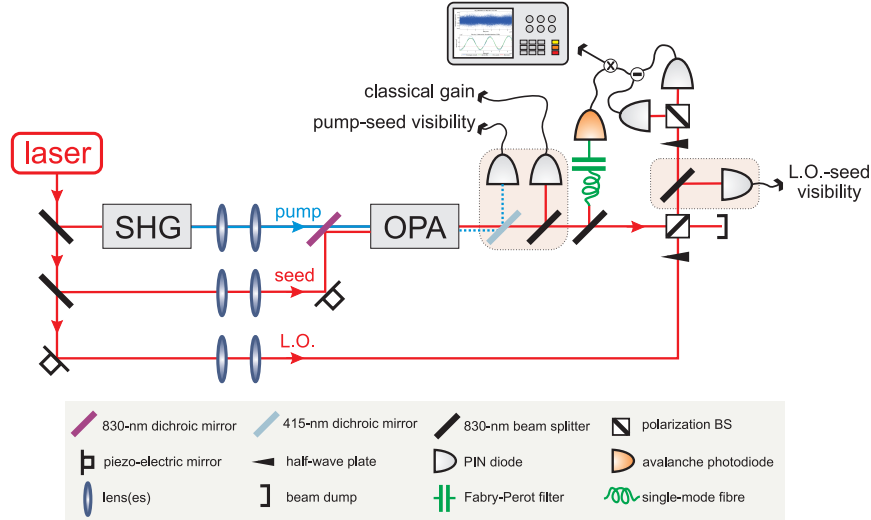 classical gain
pump-seed visibility
laser
L.O.-seed
visibility
SHG
pump
OPA
seed
L.O.
830-nm dichroic mirror
415-nm dichroic mirror
830-nm beam splitter
polarization BS
piezo-electric mirror
half-wave plate
PIN diode
avalanche photodiode
lens(es)
beam dump
Fabry-Perot filter
single-mode fibre